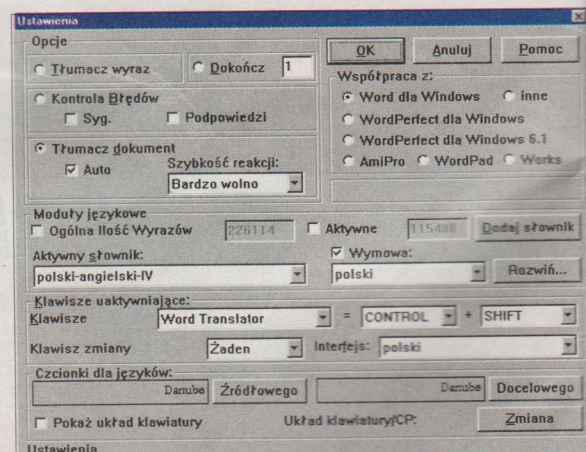 Ustawienia
Opcje
Tłumacz wyraz
Dokończ 1
Kontrola Błędów
Syg. Podpowiedzi
Tłumacz dokument
Auto
Szybkość reakcji:
Bardzo wolno
OK Anuluj Pomoc
Współpraca z:
Word dla Windows inne
WordPerfect dla Windows
WordPerfect dla Windows 6.1
AmiPro WordPad Works
Moduły językowe
Ogólna Ilość Wyrazów 226114 Aktywne 115488 Dodaj słownik
Aktywny słownik: Wymowa:
polski-angielski-IV polski Rozwiń...
Klawisze uaktywniające:
Klawisze Word Translator = CONTROL + SHIFT
Klawisz zmiany Żaden Interfejs: polski
Czcionki dla języków:
Danube Źródłowego Danube Docelowego
Pokaż układ klawiatury Układ klawiatury/CP: Zmiana
Ustawienia